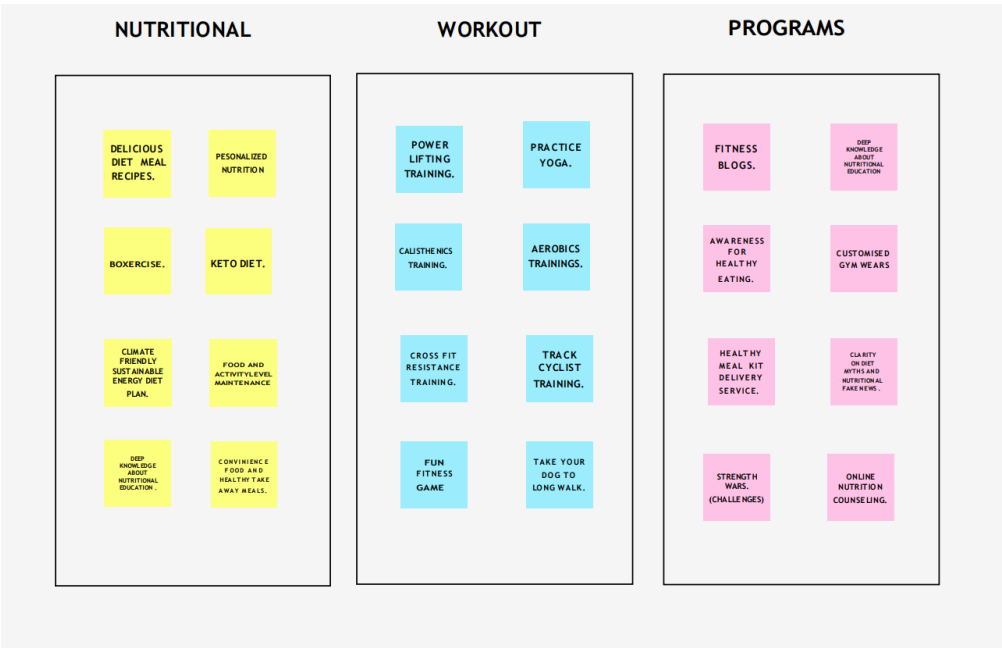 NUTRITIONAL
WORKOUT
PROGRAMS
DELICIOUS
DIET MEAL
RECIPES.
PESONALIZED
NUTRITION
BOXERCISE.
KETO DIET.
CLIMATE
FRIENDLY
SUSTAINABLE
ENERGY DIET
PLAN.
FOOD AND
ACTIVITYLEVEL
MAINTENANCE
DEEP
KNOWLEDGE
ABOUT
NUTRITIONAL
EDUCATION .
CONVINIENCE
FOOD AND
HEALTHY TAKE
AWAY MEALS.
POWER
LIFTING
TRAINING.
PRACTICE
YOGA.
CALISTHENICS
TRAINING.
AEROBICS
TRAININGS.
CROSS FIT
RESISTANCE
TRAINING.
TRACK
CYCLIST
TRAINING.
FUN
FITNESS
GAME
TAKE YOUR
DOG TO
LONG WALK.
FITNESS
BLOGS.
DEEP
KNOWLEDGE
ABOUT
NUTRITIONAL
EDUCATION
AWARENESS
FOR
HEALTHY
EATING.
CUSTOMISED
GYM WEARS
HEALTHY
MEAL KIT
DELIVERY
SERVICE.
CLARITY
ON DIET
MYTHS AND
NUTRITIONAL
FAKE NEWS .
STRENGTH
WARS.
(CHALLENGES)
ONLINE
NUTRITION
COUNSELING.